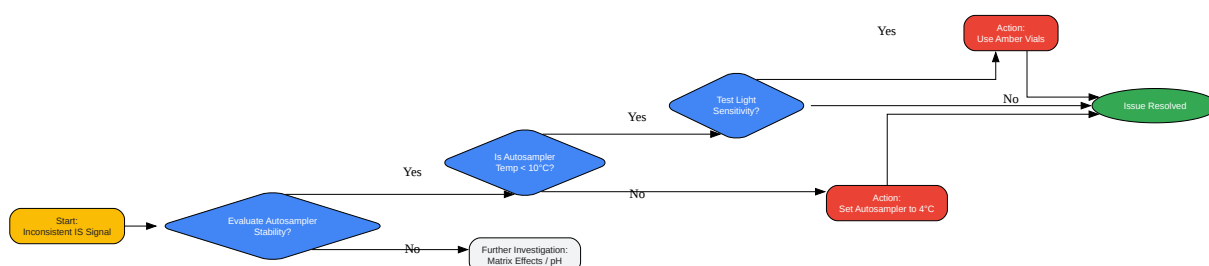 Start:
Inconsistent IS Signal
Evaluate Autosampler
Stability?
Yes
No
Further Investigation:
Matrix Effects / pH
Is Autosampler
Temp < 10°C?
Yes
No
Action:
Set Autosampler to 4°C
Test Light
Sensitivity?
Yes
No
Action:
Use Amber Vials
Issue Resolved